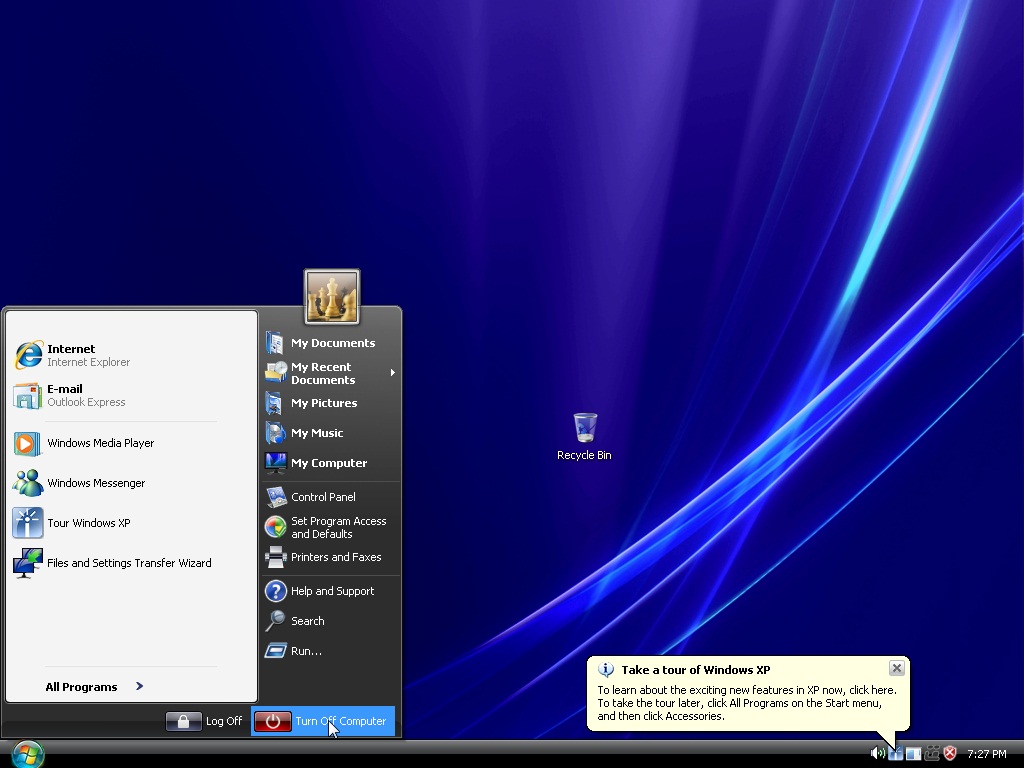 Internet
Internet Explorer
E-mail
Outlook Express
Windows Media Player
Windows Messenger
Tour Windows XP
Files and Settings Transfer Wizard
All Programs
My Documents
My Recent
Documents
My Pictures
My Music
My Computer
Control Panel
Set Program Access
and Defaults
Printers and Faxes
Help and Support
Search
Run...
Log Off
Turn Off Computer
Recycle Bin
Take a tour of Windows XP
To learn about the exciting new features in XP now, click here.
To take the tour later, click All Programs on the Start menu,
and then click Accessories.
7:27 PM